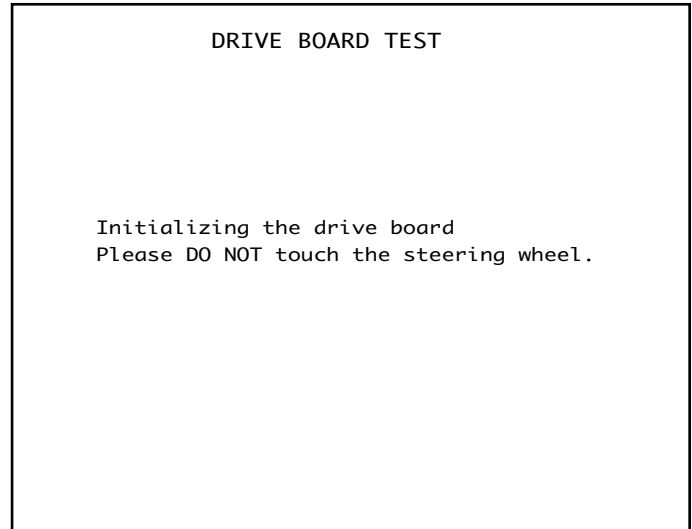 DRIVE BOARD TEST
Initializing the drive board
Please DO NOT touch the steering wheel.